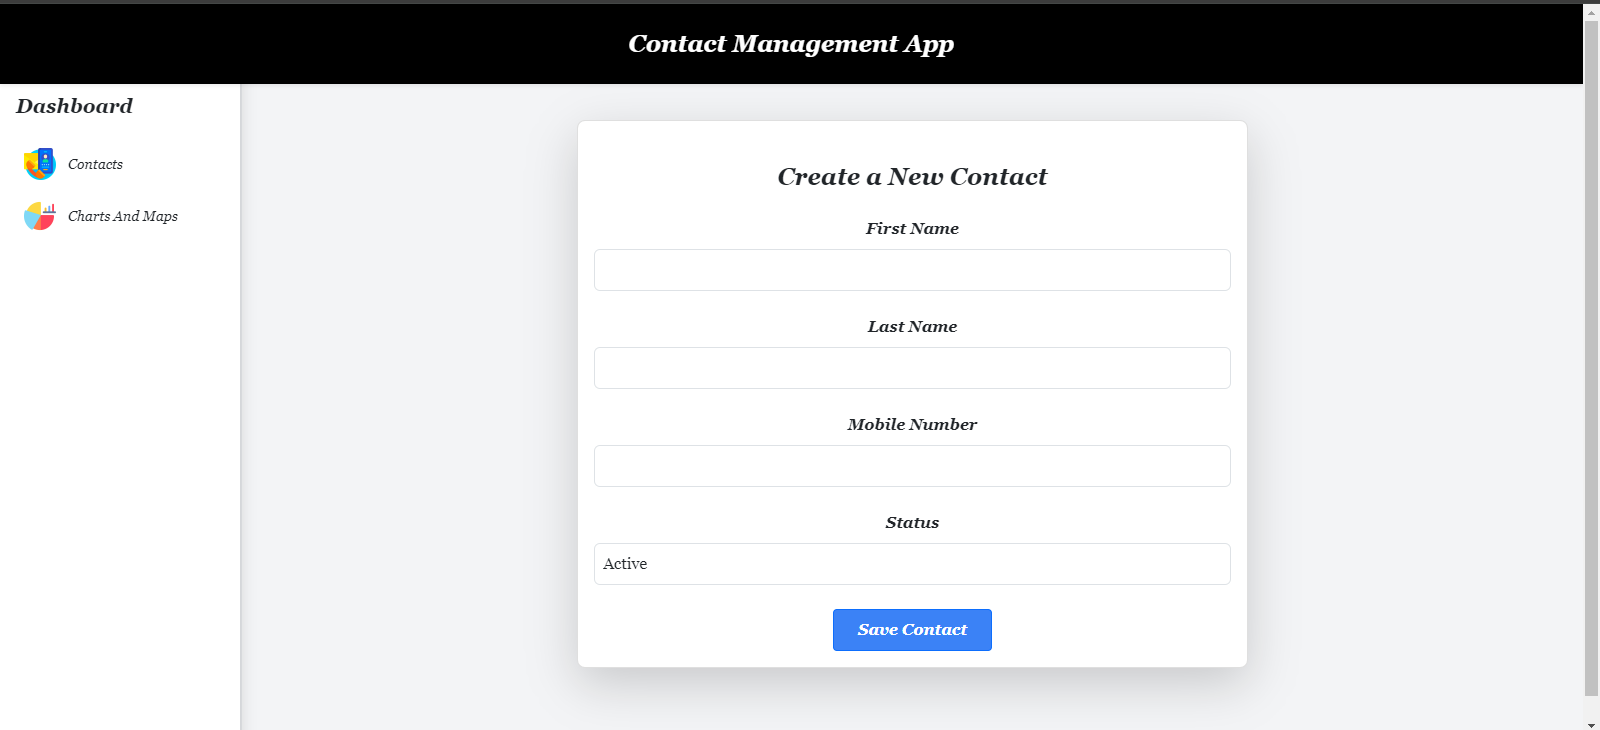 Contact Management App
Dashboard
Contacts
Charts And Maps
Create a New Contact
First Name
Last Name
Mobile Number
Status
Active
Save Contact